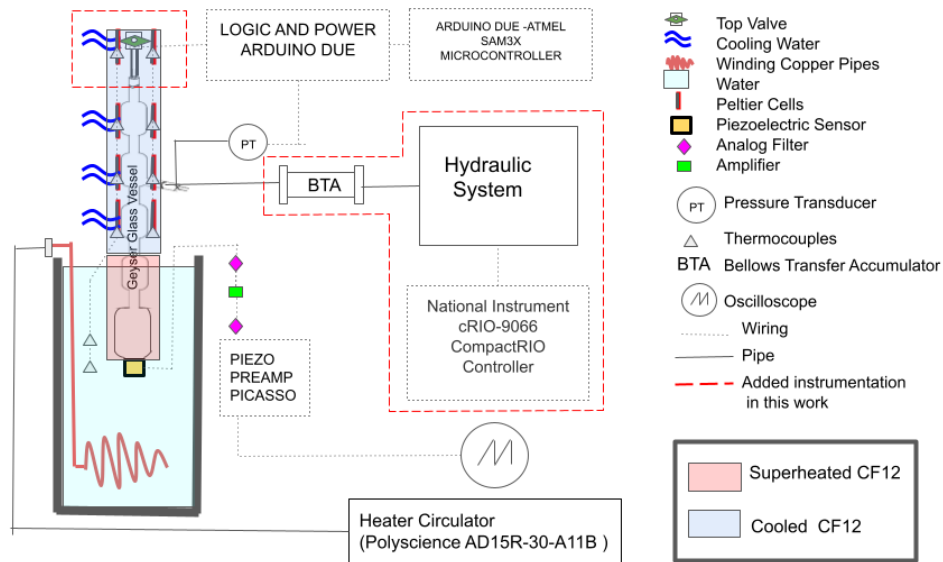 LOGIC AND POWER
ARDUINO DUE
ARDUINO DUE -ATMEL
SAM3X
MICROCONTROLLER
PT
BTA
Hydraulic
System
Geyser Glass Vessel
National Instrument
cRIO-9066
CompactRIO
Controller
PIEZO
PREAMP
PICASSO
Heater Circulator
(Polyscience AD15R-30-A11B )
Top Valve
Cooling Water
Winding Copper Pipes
Water
Peltier Cells
Piezoelectric Sensor
Analog Filter
Amplifier
PT Pressure Transducer
Thermocouples
BTA Bellows Transfer Accumulator
Oscilloscope
Wiring
Pipe
Added instrumentation
in this work
Superheated CF12
Cooled CF12